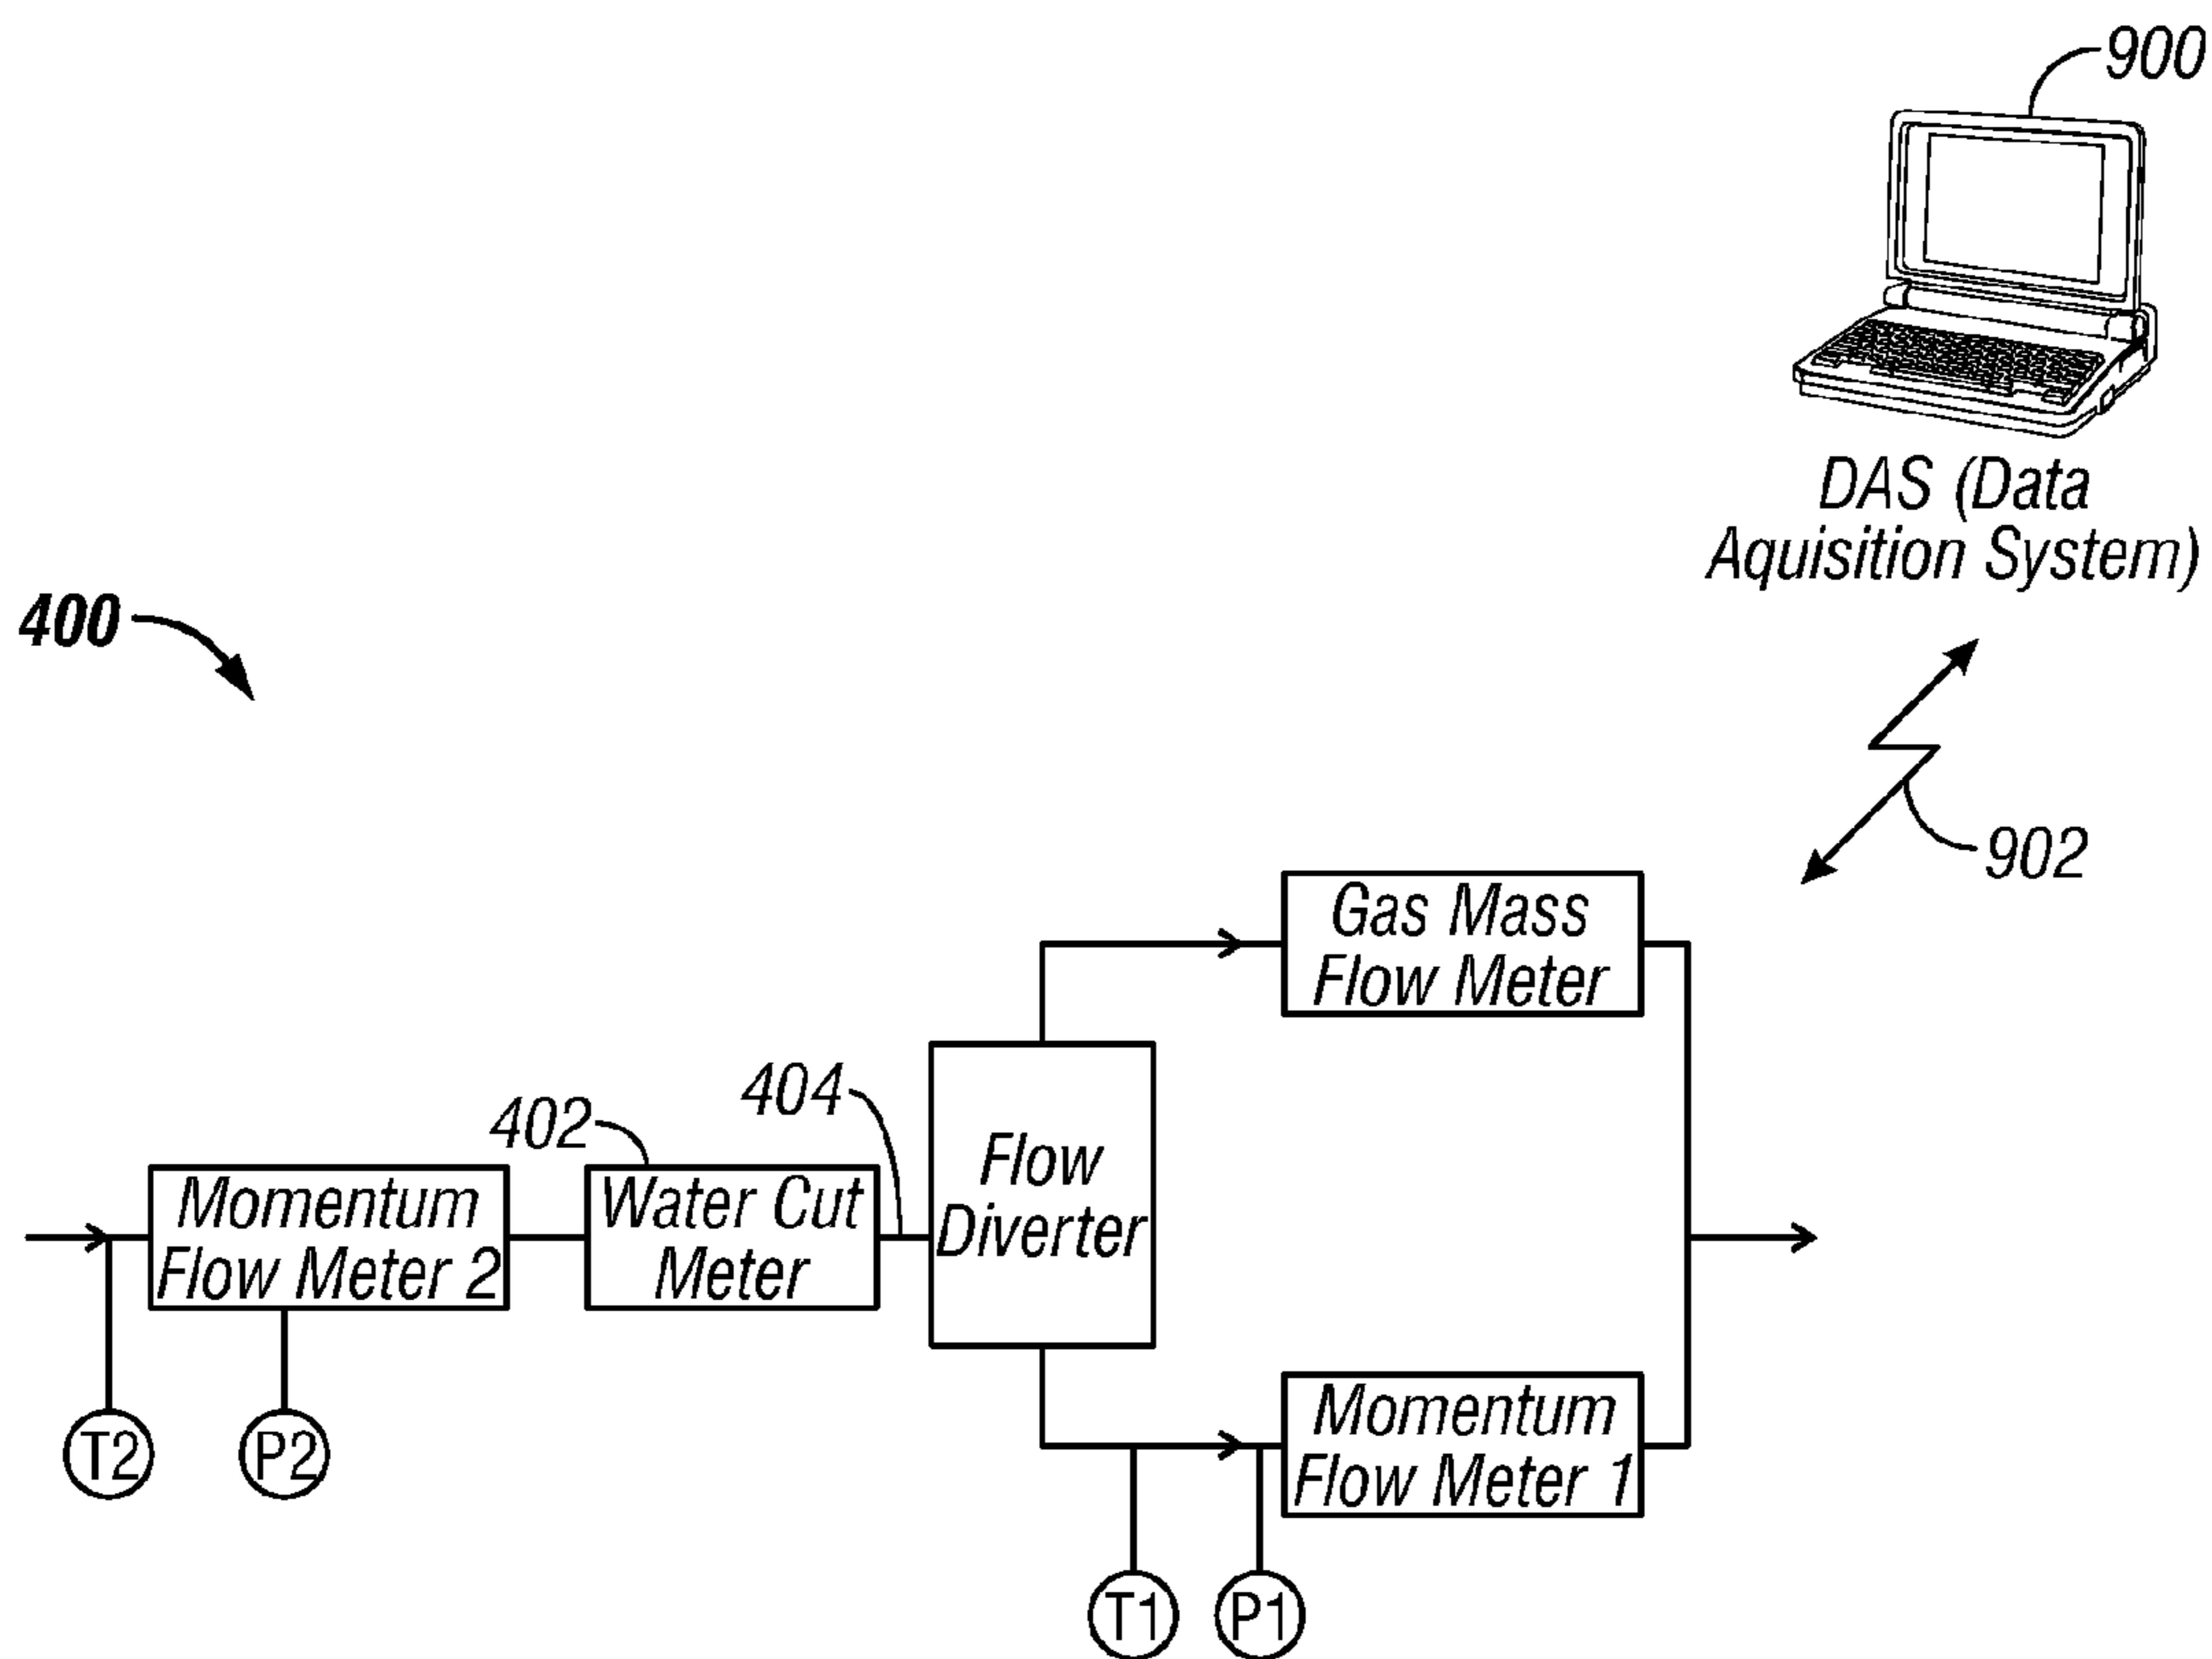 900
DAS (Data
Aquisition System)
400
902
Gas Mass
Flow Meter
404
402
Flow
Diverter
Momentum
Flow Meter 2
Water Cut
Meter
Momentum
Flow Meter 1
T2
P2
T1
P1